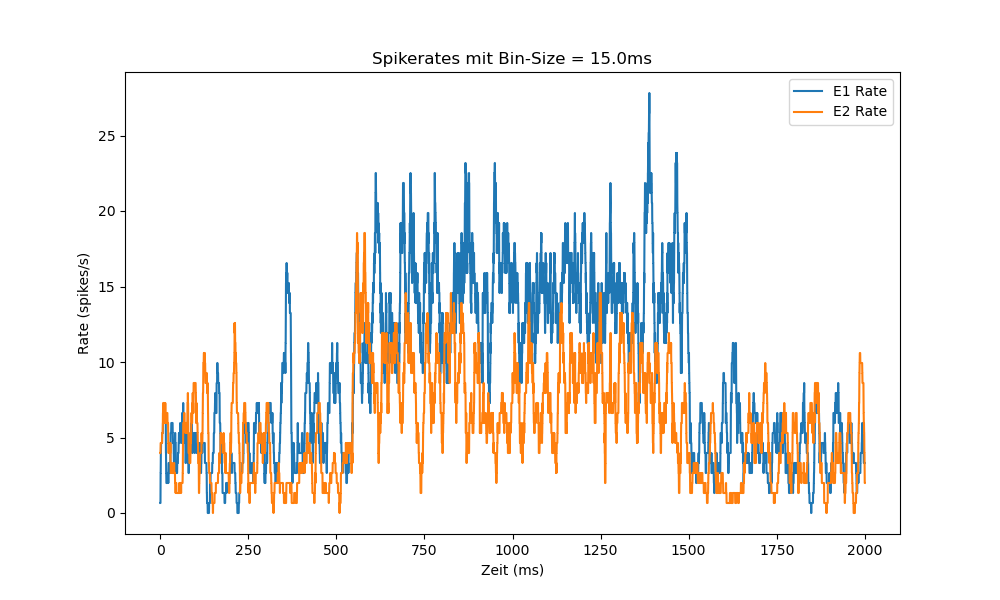 Spikerates mit Bin-Size = 15.0ms
E1 Rate
E2 Rate
Rate (spikes/s)
25
20
15
10
5
0
0 250 500 750 1000 1250 1500 1750 2000
Zeit (ms)